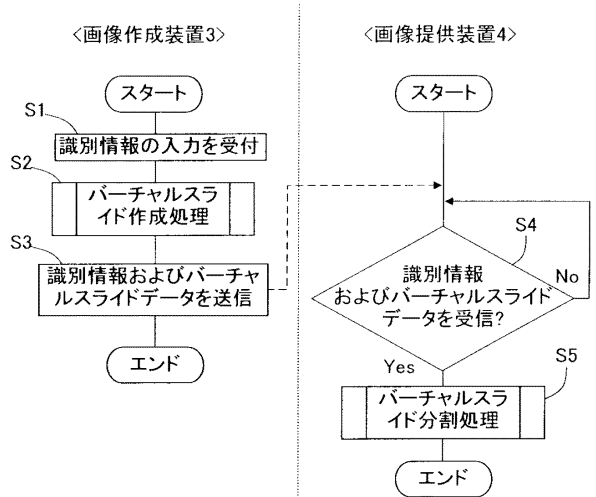 <画像作成装置3>
スタート
S1
識別情報の入力を受付
S2
バーチャルスラ
イド作成処理
S3
識別情報およびバーチャ
ルスライドデータを送信
エンド
<画像提供装置4>
スタート
S4
識別情報
およびバーチャルスライド
データを受信?
No
Yes
S5
バーチャルスラ
イド分割処理
エンド